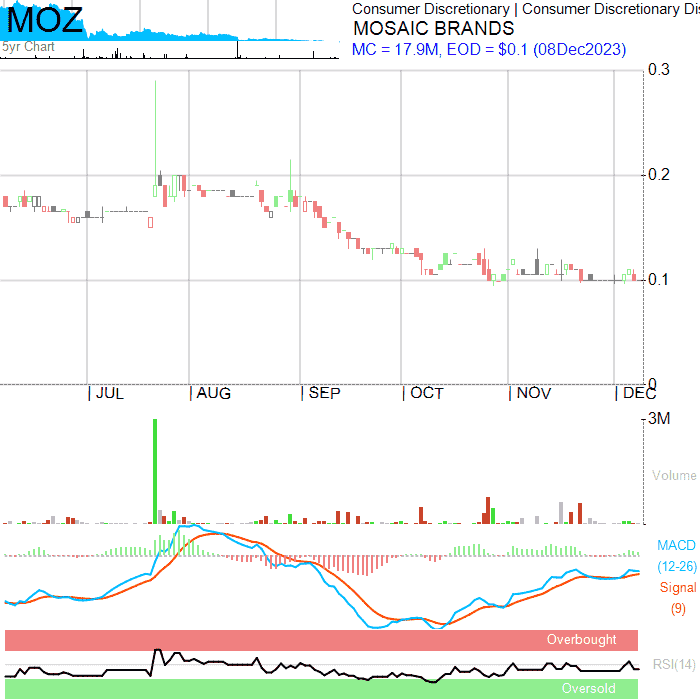 MOZ
5yr Chart
Consumer Discretionary | Consumer Discretionary Dis
MOSAIC BRANDS
MC = 17.9M, EOD = $0.1 (08Dec2023)
0.3
0.2
0.1
0
JUL
AUG
SEP
OCT
NOV
DEC
3M
Volume
MACD
(12-26)
Signal
(9)
Overbought
RSI(14)
Oversold